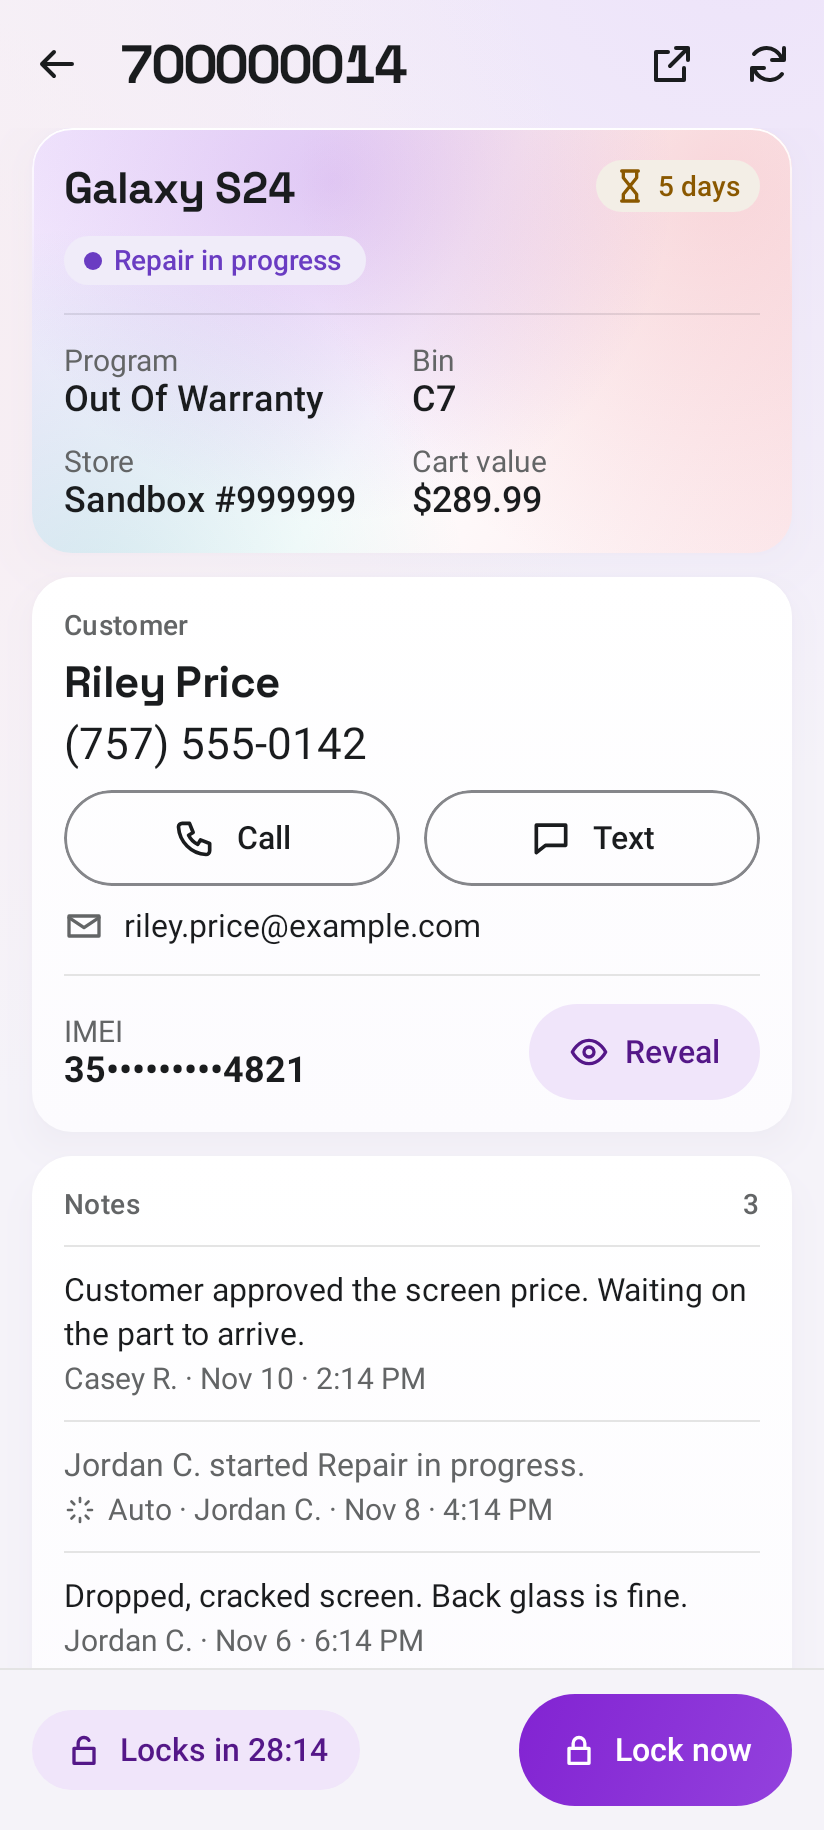 700000014
Galaxy S24
5 days
Repair in progress
Program
Out Of Warranty
Bin
C7
Store
Sandbox #999999
Cart value
$289.99
Customer
Riley Price
(757) 555-0142
Call
Text
riley.price@example.com
IMEI
35•••••••••4821
Reveal
Notes
3
Customer approved the screen price. Waiting on
the part to arrive.
Casey R. · Nov 10 · 2:14 PM
Jordan C. started Repair in progress.
Auto · Jordan C. · Nov 8 · 4:14 PM
Dropped, cracked screen. Back glass is fine.
Jordan C. · Nov 6 · 6:14 PM
Locks in 28:14
Lock now